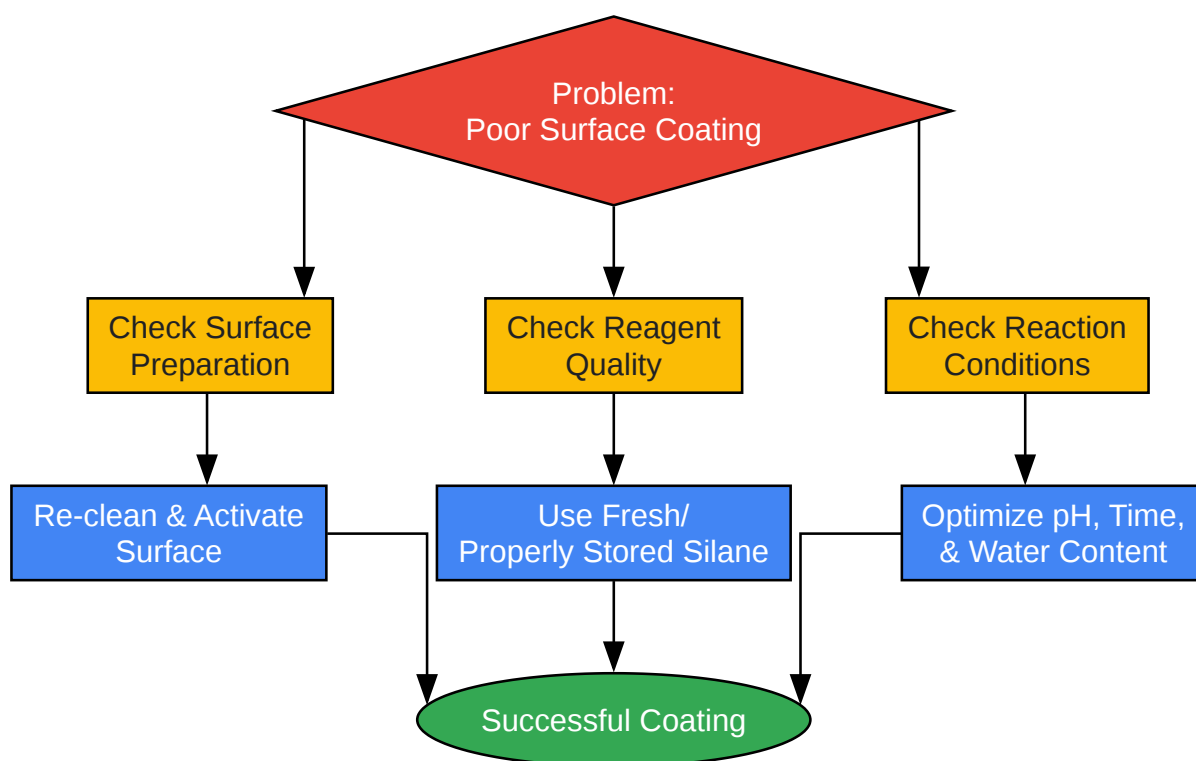 Problem:
Poor Surface Coating
Check Surface
Preparation
Check Reagent
Quality
Check Reaction
Conditions
Re-clean & Activate
Surface
Use Fresh/
Properly Stored Silane
Optimize pH, Time,
& Water Content
Successful Coating